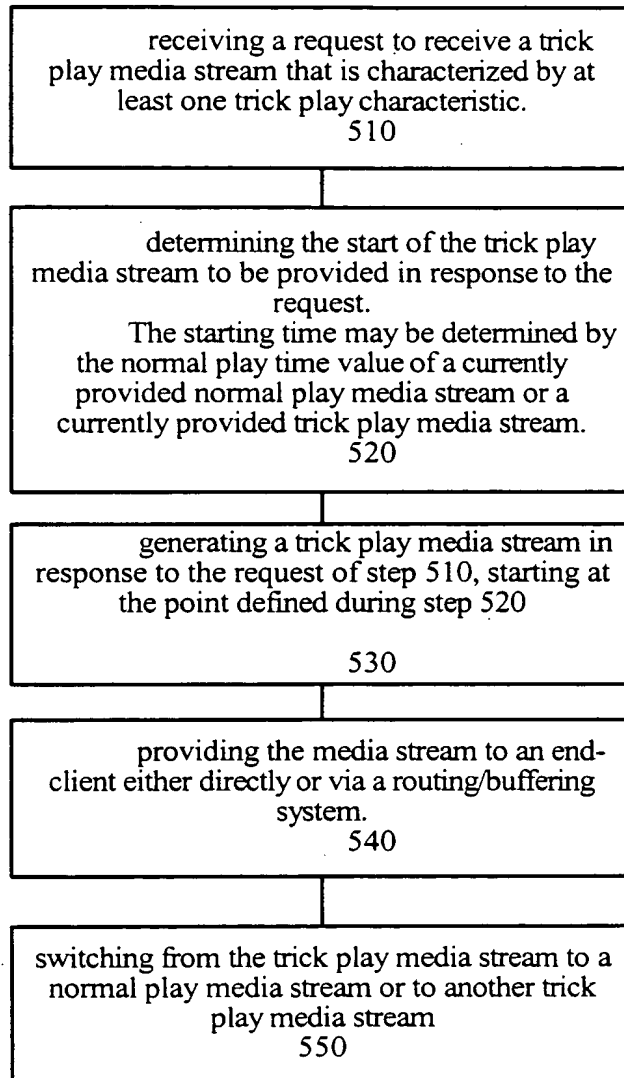 receiving a request to receive a trick
play media stream that is characterized by at
least one trick play characteristic.
510
determining the start of the trick play
media stream to be provided in response to the
request.
The starting time may be determined by
the normal play time value of a currently
provided normal play media stream or a
currently provided trick play media stream.
520
generating a trick play media stream in
response to the request of step 510, starting at
the point defined during step 520
530
providing the media stream to an end-
client either directly or via a routing/buffering
system.
540
switching from the trick play media stream to a
normal play media stream or to another trick
play media stream
550